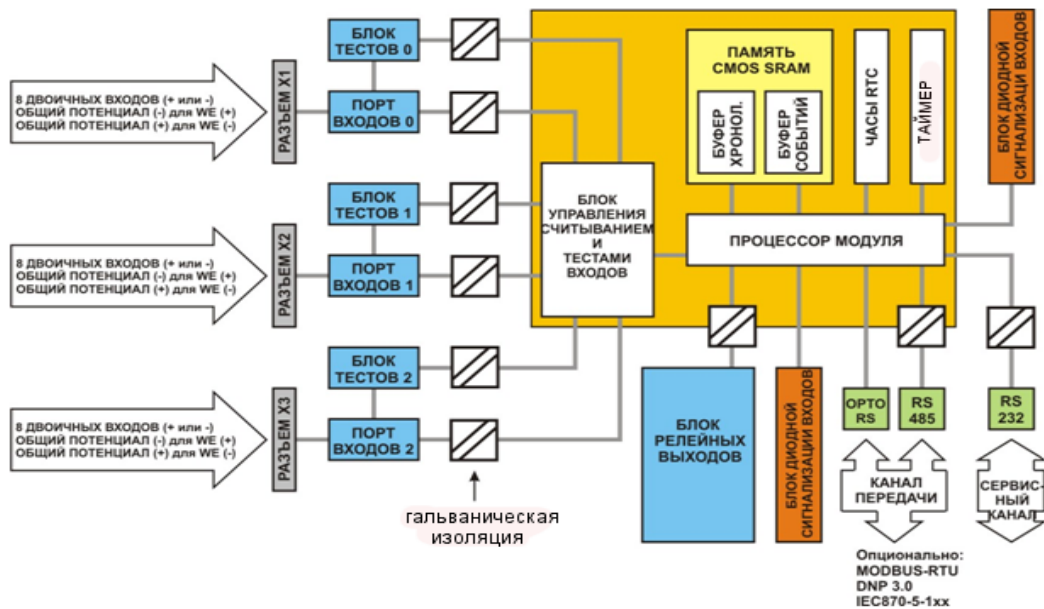 8 ДВОИЧНЫХ ВХОДОВ (+ или -)
ОБЩИЙ ПОТЕНЦИАЛ (-) для WE (+)
ОБЩИЙ ПОТЕНЦИАЛ (+) для WE (-)
РАЗЪЕМ X1
БЛОК
ТЕСТОВ 0
ПОРТ
ВХОДОВ 0
8 ДВОИЧНЫХ ВХОДОВ (+ или -)
ОБЩИЙ ПОТЕНЦИАЛ (-) для WE (+)
ОБЩИЙ ПОТЕНЦИАЛ (+) для WE (-)
РАЗЪЕМ X2
БЛОК
ТЕСТОВ 1
ПОРТ
ВХОДОВ 1
8 ДВОИЧНЫХ ВХОДОВ (+ или -)
ОБЩИЙ ПОТЕНЦИАЛ (-) для WE (+)
ОБЩИЙ ПОТЕНЦИАЛ (+) для WE (-)
РАЗЪЕМ X3
БЛОК
ТЕСТОВ 2
ПОРТ
ВХОДОВ 2
гальваническая
изоляция
БЛОК
УПРАВЛЕНИЯ
СЧИТЫВАНИЕМ
И
ТЕСТАМИ
ВХОДОВ
ПАМЯТЬ
CMOS SRAM
БУФЕР
ХРОНОЛ.
БУФЕР
СОБЫТИЙ
ЧАСЫ RTC
ТАЙМЕР
БЛОК ДИОДНОЙ
СИГНАЛИЗАЦИ ВХОДОВ
ПРОЦЕССОР МОДУЛЯ
БЛОК
РЕЛЕЙНЫХ
ВЫХОДОВ
БЛОК ДИОДНОЙ
СИГНАЛИЗАЦИИ ВХОДОВ
OPTO
RS
RS
485
RS
232
КАНАЛ
ПЕРЕДАЧИ
СЕРВИС-
НЫЙ
КАНАЛ
Опционально:
MODBUS-RTU
DNP 3.0
IEC870-5-1xx